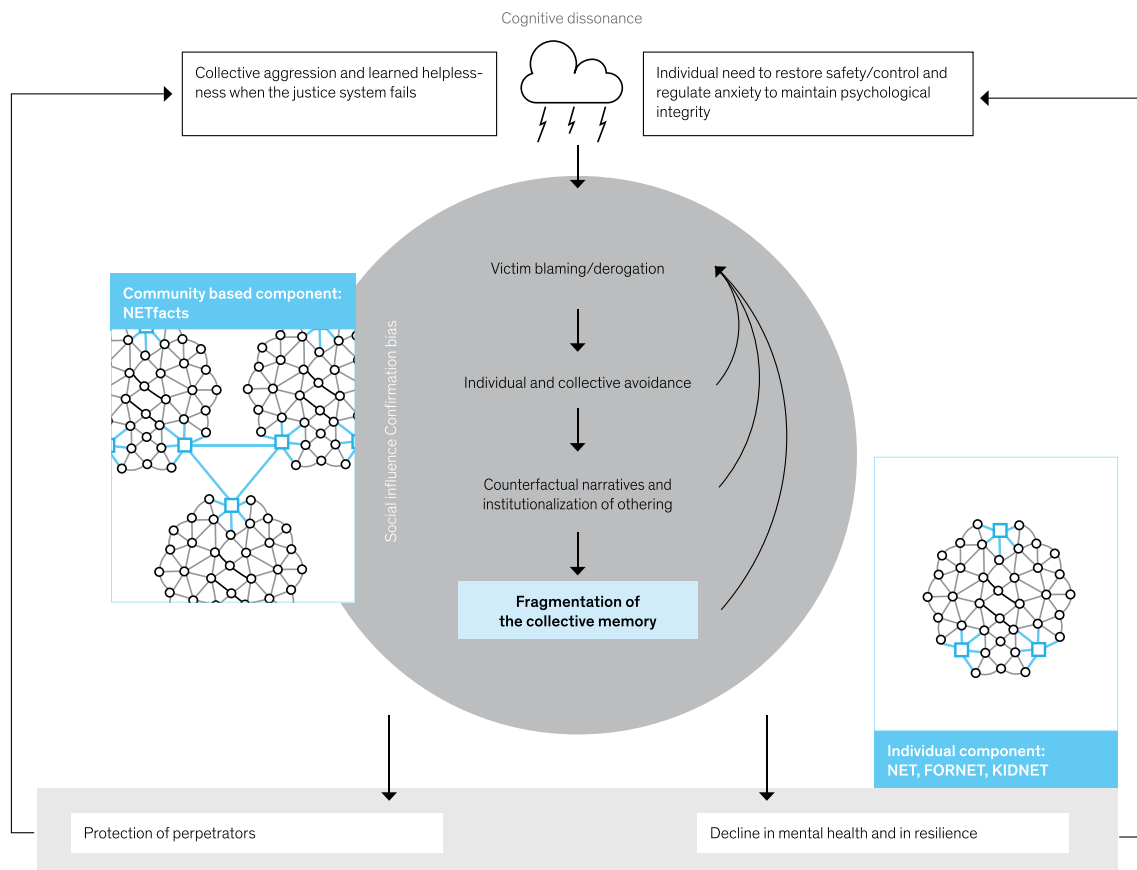 Cognitive dissonance
Collective aggression and learned helpless-
ness when the justice system fails
Individual need to restore safety/control and
regulate anxiety to maintain psychological
integrity
Victim blaming/derogation
Community based component:
NETfacts
Social influence Confirmation bias
Individual and collective avoidance
Counterfactual narratives and
institutionalization of othering
Fragmentation of
the collective memory
Individual component:
NET, FORNET, KIDNET
Protection of perpetrators
Decline in mental health and in resilience